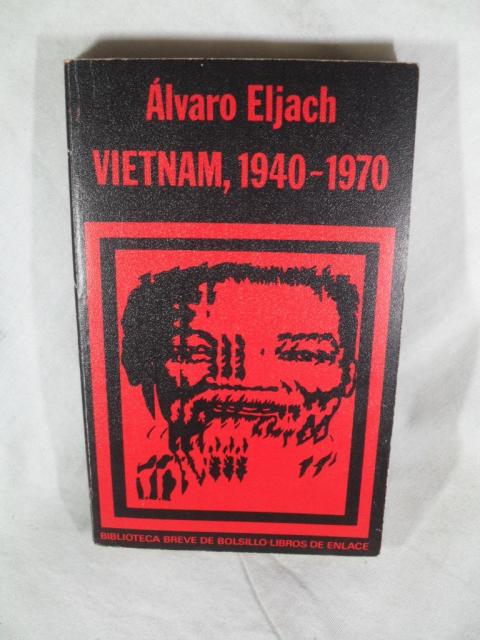 Álvaro Eljach
VIETNAM, 1940-1970
BIBLIOTECA BREVE DE BOLSILLO·LIBROS DE ENLACE